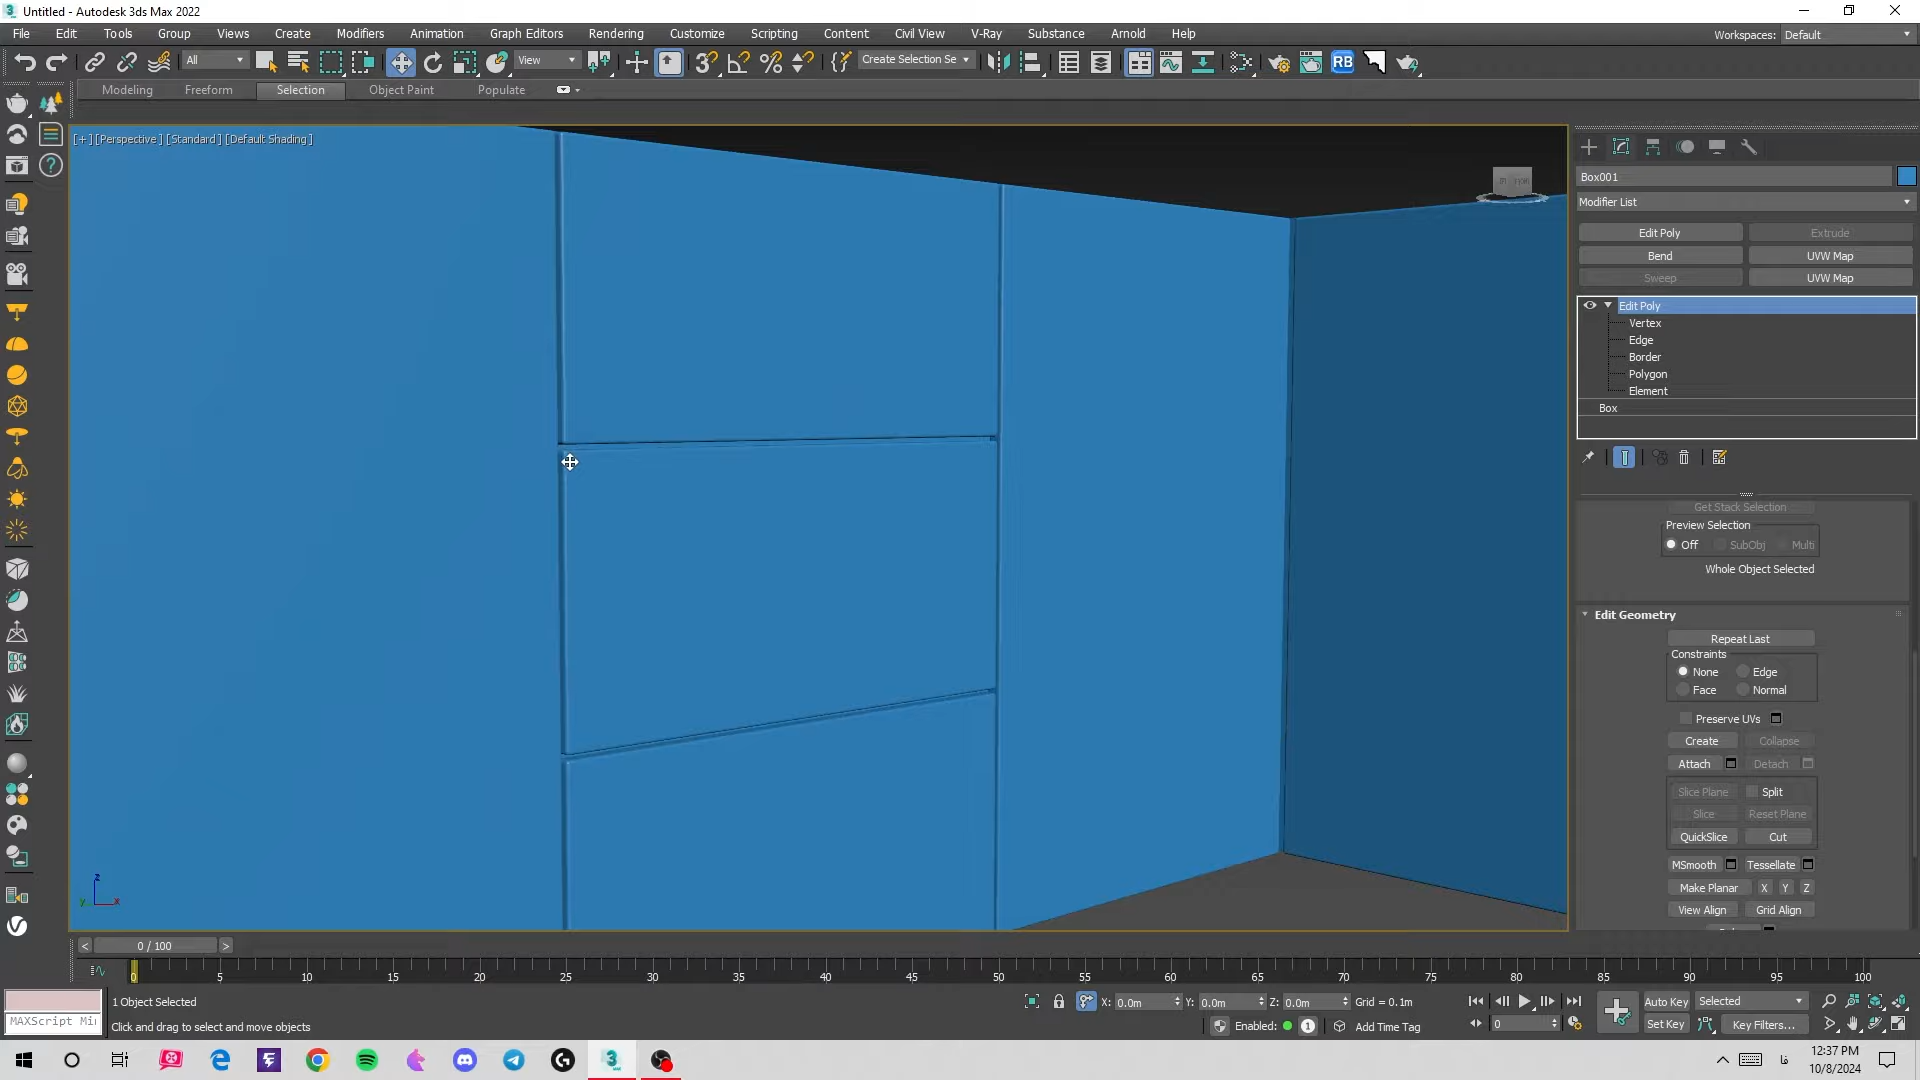 Untitled - Autodesk 3ds Max 2022
File Edit Tools Group Views Create Modifiers Animation Graph Editors Rendering Customize Scripting Content Civil View V-Ray Substance Arnold Help
Workspaces: Default
All View Create Selection Se RB
Modeling Freeform Selection Object Paint Populate
[+] [Perspective] [Standard] [Default Shading]
Box001
Modifier List
Edit Poly Extrude
Bend UVW Map
Sweep UVW Map
Edit Poly
Vertex
Edge
Border
Polygon
Element
Box
Get Stack Selection
Preview Selection
Off SubObj Multi
Whole Object Selected
Edit Geometry
Repeat Last
Constraints
None Edge
Face Normal
Preserve UVs
Create Collapse
Attach Detach
Slice Plane Split
Slice Reset Plane
QuickSlice Cut
MSmooth Tessellate
Make Planar X Y Z
View Align Grid Align
z
y x
< 0 / 100 >
0 5 10 15 20 25 30 35 40 45 50 55 60 65 70 75 80 85 90 95 100
1 Object Selected
X: 0.0m Y: 0.0m Z: 0.0m Grid = 0.1m
Auto Key Selected
MAXScript Mi
Click and drag to select and move objects
Enabled: 1 Add Time Tag
0
Set Key Key Filters...
12:37 PM
فا
10/8/2024